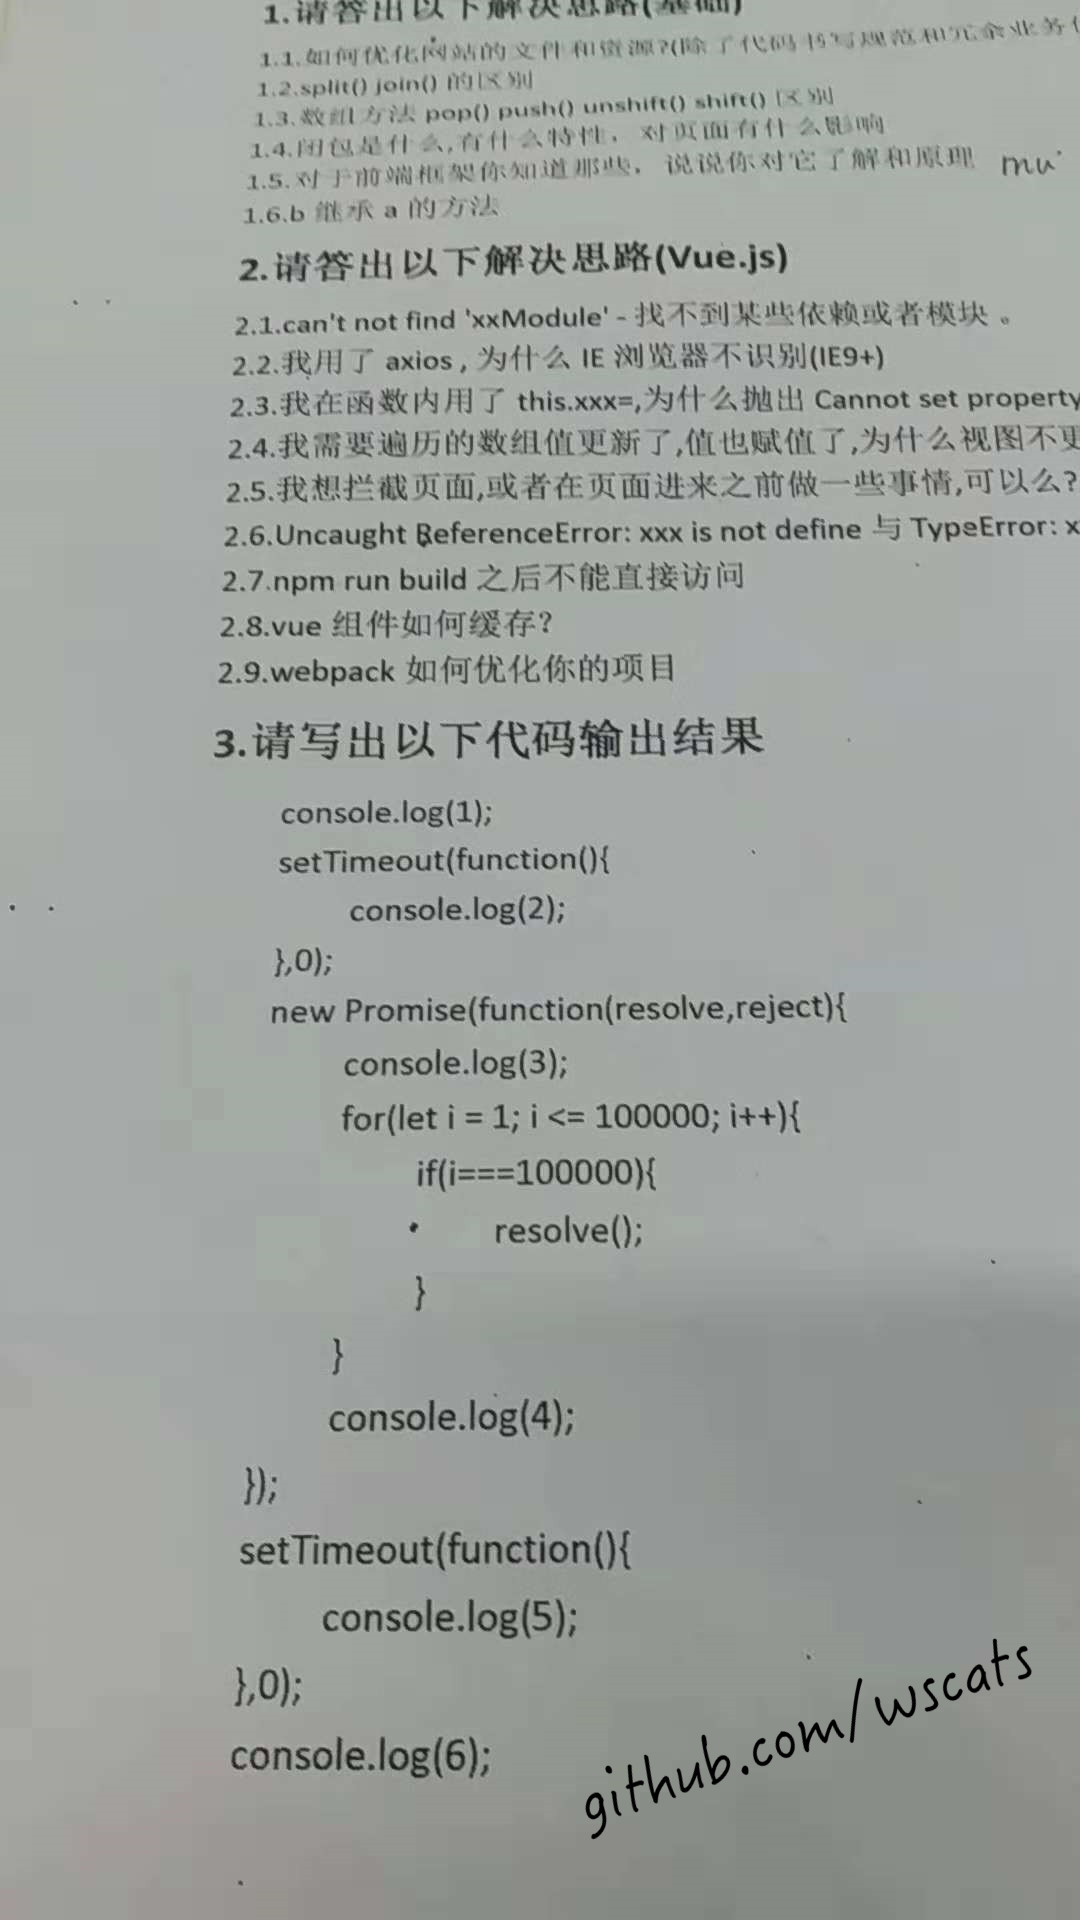 1.请答出以下解决思路(基础)
1.1.如何优化网站的文件和资源?(除了代码书写规范和冗余业务
1.2.split() join() 的区别
1.3.数组方法 pop() push() unshift() shift() 区别
1.4.闭包是什么,有什么特性，对页面有什么影响
1.5.对于前端框架你知道那些，说说你对它了解和原理 mu
1.6.b 继承 a 的方法
2.请答出以下解决思路(Vue.js)
2.1.can't not find 'xxModule' - 找不到某些依赖或者模块。
2.2.我用了 axios , 为什么 IE 浏览器不识别(IE9+)
2.3.我在函数内用了 this.xxx=,为什么抛出 Cannot set property
2.4.我需要遍历的数组值更新了,值也赋值了,为什么视图不更
2.5.我想拦截页面,或者在页面进来之前做一些事情,可以么?
2.6.Uncaught ReferenceError: xxx is not define 与 TypeError: x
2.7.npm run build 之后不能直接访问
2.8.vue 组件如何缓存?
2.9.webpack 如何优化你的项目
3.请写出以下代码输出结果
console.log(1);
setTimeout(function(){
console.log(2);
},0);
new Promise(function(resolve,reject){
console.log(3);
for(let i = 1; i <= 100000; i++){
if(i===100000){
resolve();
}
}
console.log(4);
});
setTimeout(function(){
console.log(5);
},0);
console.log(6);
github.com/wscats